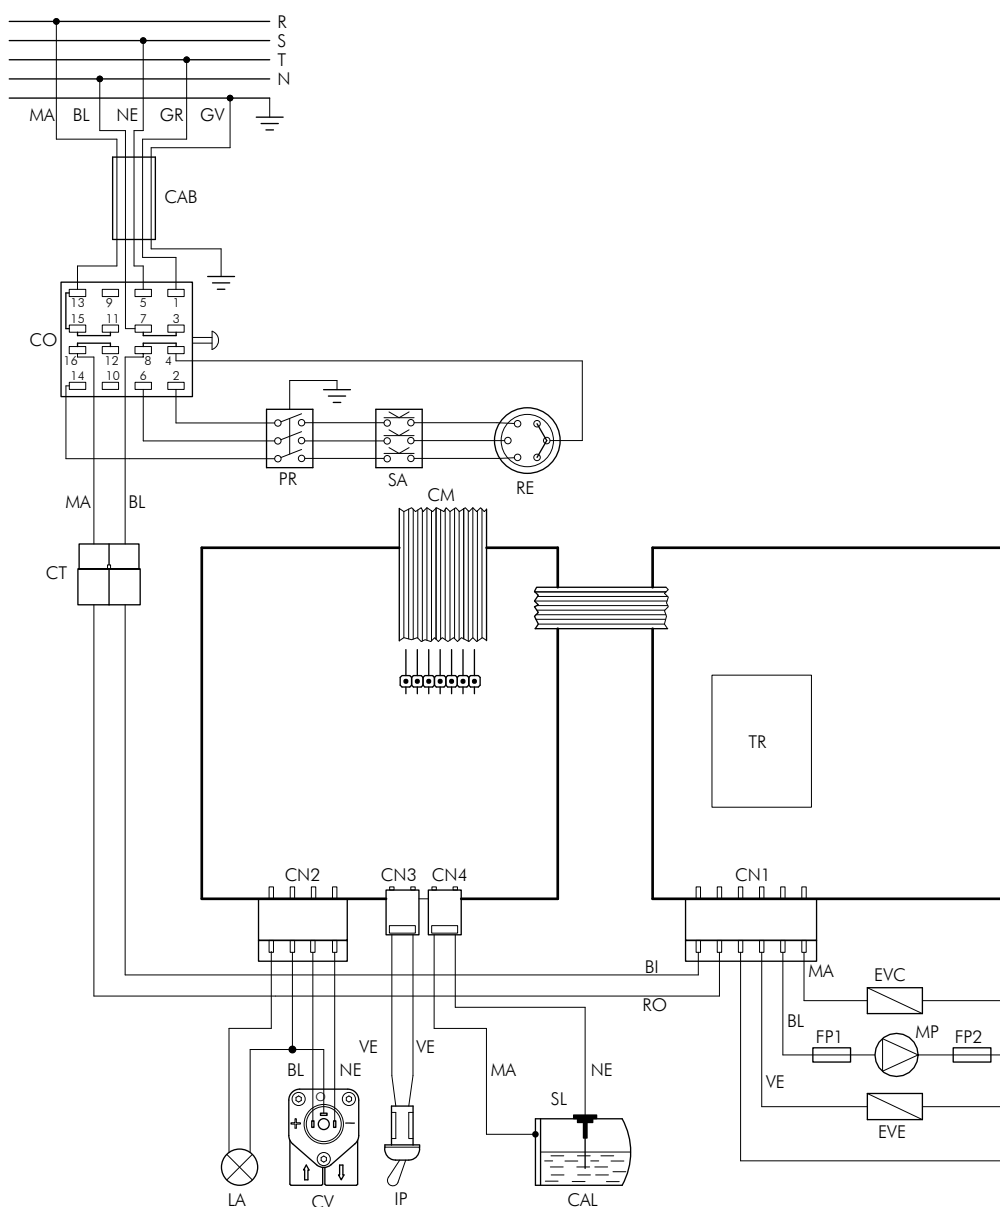 R
S
T
N
MA BL NE GR GV
CAB
13 9 5 1
15 11 7 3
CO
16 12 8 4
14 10 6 2
PR SA RE
MA BL CM
CT
TR
CN2 CN3 CN4 CN1
BI MA
RO EVC
BL FP1 MP FP2
BL NE VE VE MA NE VE
SL
+ - EVE
LA CV IP CAL